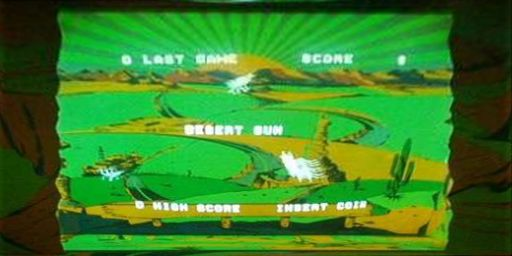 0 LAST GAME SCORE 0
DESERT GUN
0 HIGH SCORE INSERT COIN